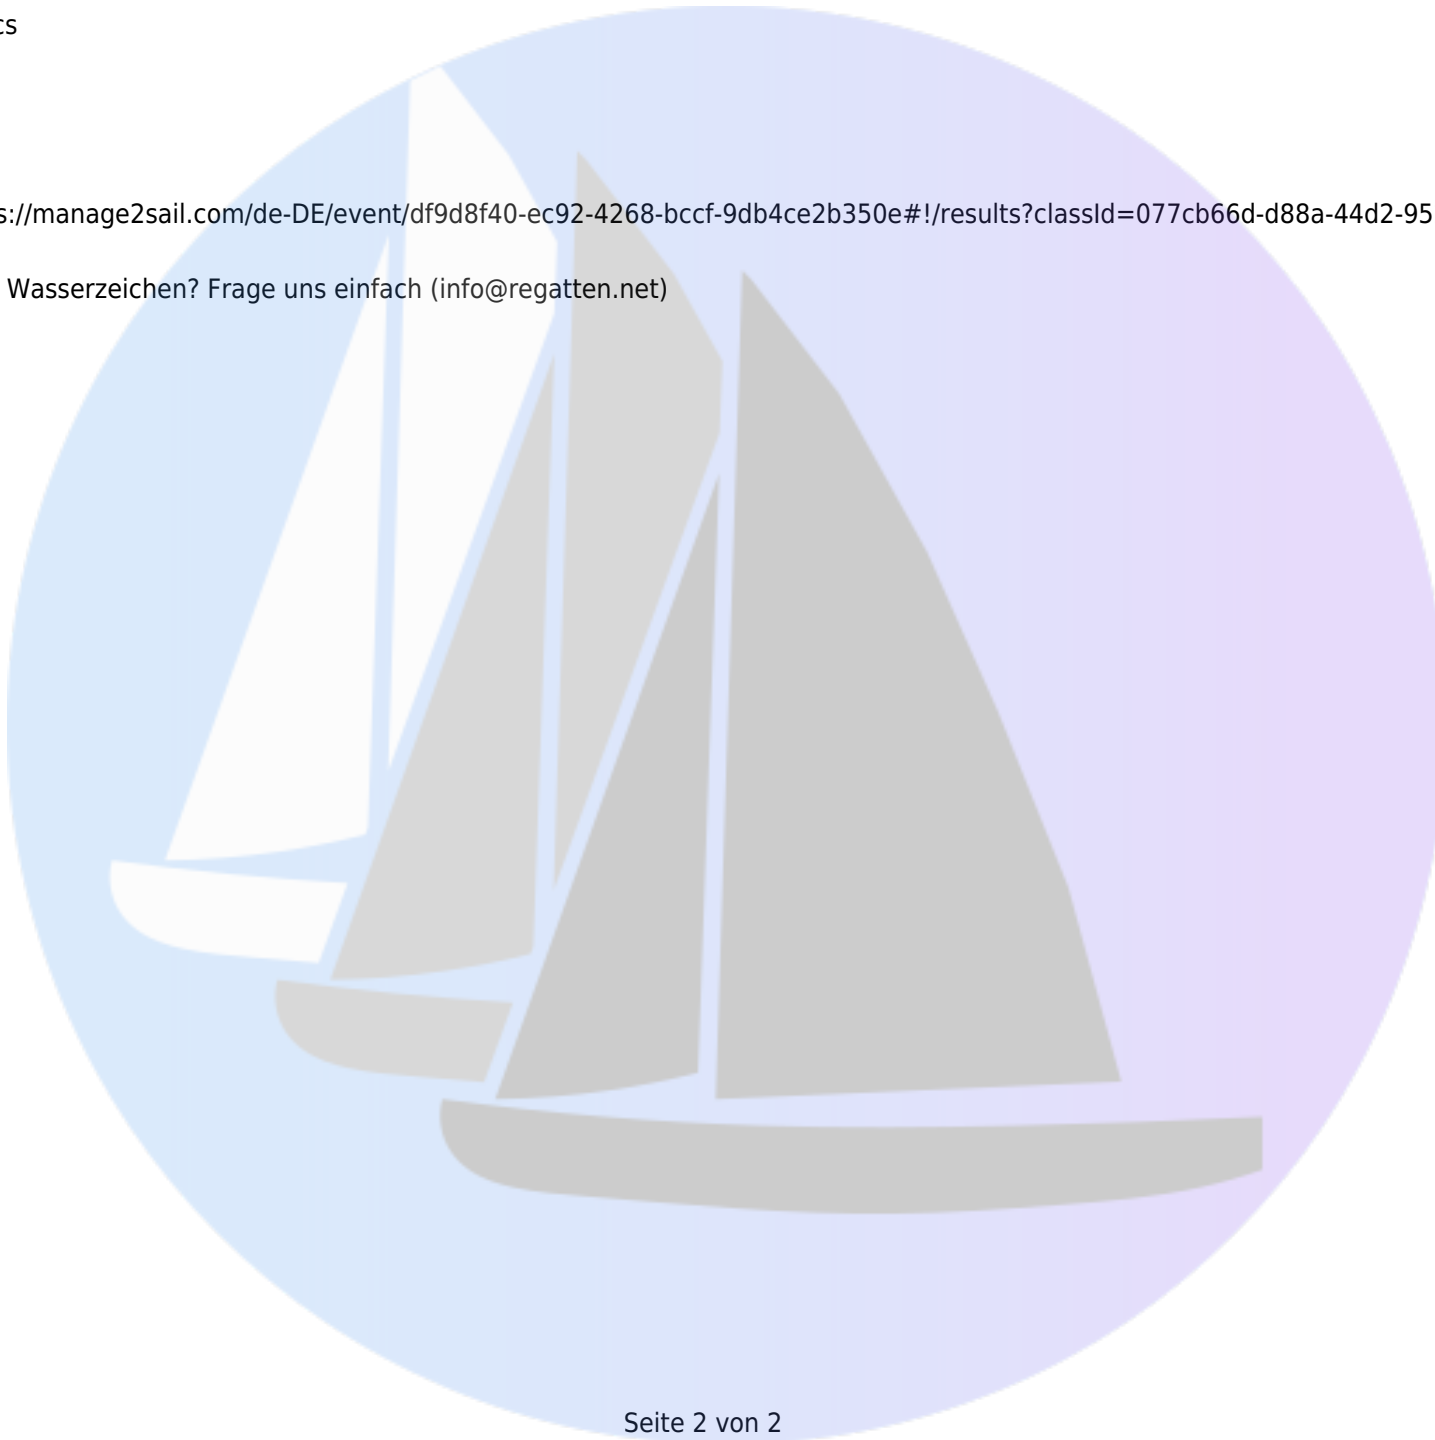 cs
s://manage2sail.com/de-DE/event/df9d8f40-ec92-4268-bccf-9db4ce2b350e#!/results?classId=077cb66d-d88a-44d2-95
Wasserzeichen? Frage uns einfach (info@regatten.net)
Seite 2 von 2